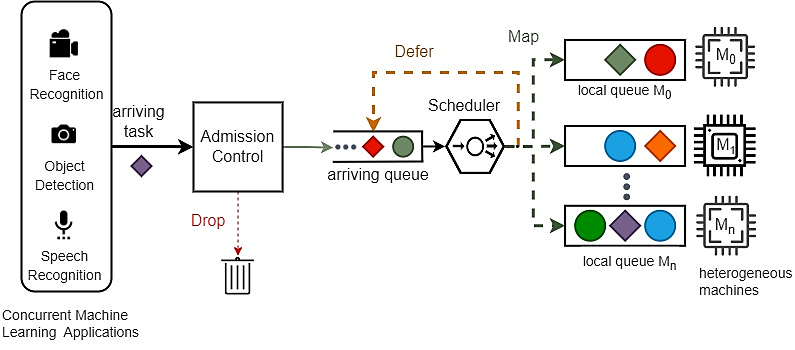 Face
Recognition
Object
Detection
Speech
Recognition
Concurrent Machine
Learning Applications
arriving
task
Admission
Control
Drop
arriving queue
Defer
Scheduler
Map
local queue M0
M0
M1
local queue Mn
Mn
heterogeneous
machines